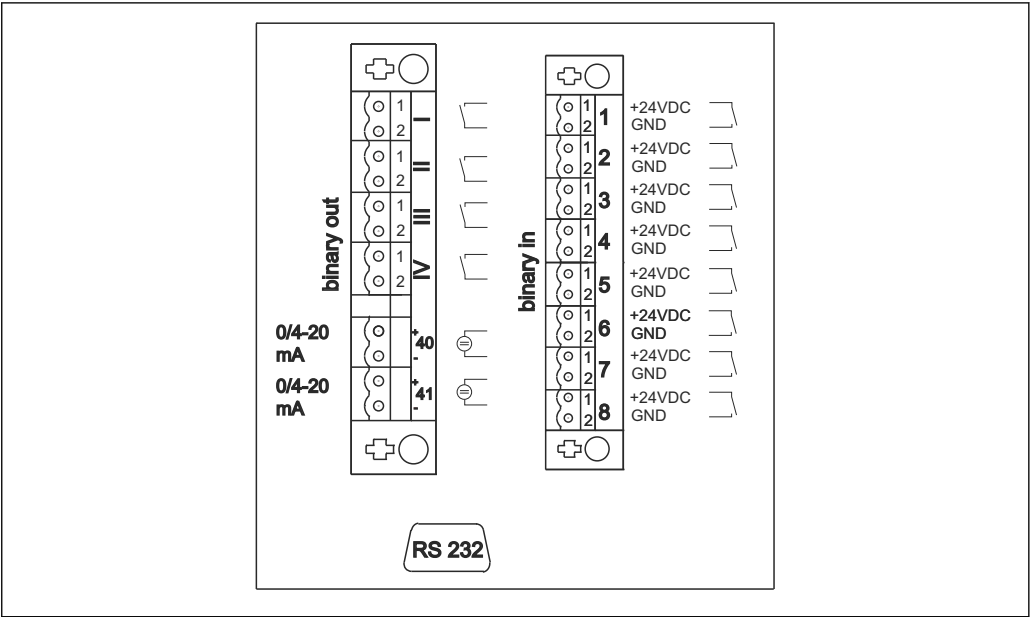 binary out
1
2
I
1
2
II
1
2
III
1
2
IV
0/4-20
mA
+
40
-
0/4-20
mA
+
41
-
binary in
1
2
1
+24VDC
GND
1
2
2
+24VDC
GND
1
2
3
+24VDC
GND
1
2
4
+24VDC
GND
1
2
5
+24VDC
GND
1
2
6
+24VDC
GND
1
2
7
+24VDC
GND
1
2
8
+24VDC
GND
RS 232